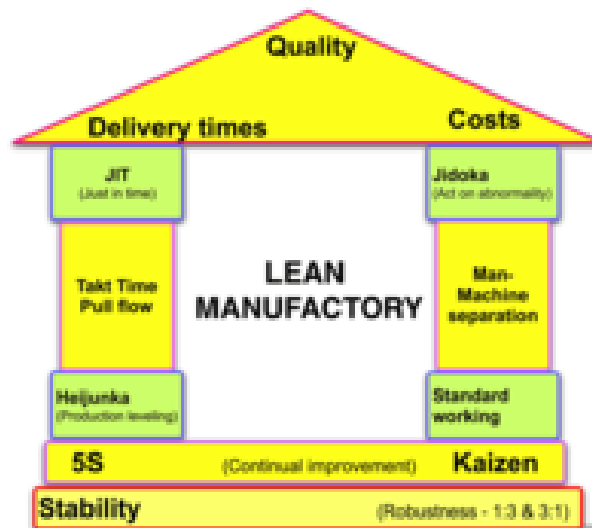 Quality
Delivery times
Costs
JIT
(Just in time)
Jidoka
(Act on abnormality)
Takt Time
Pull flow
LEAN
MANUFACTORY
Man-
Machine
separation
Heijunka
(Production leveling)
Standard
working
5S (Continual improvement) Kaizen
Stability (Robustness - 1:3 & 3:1)